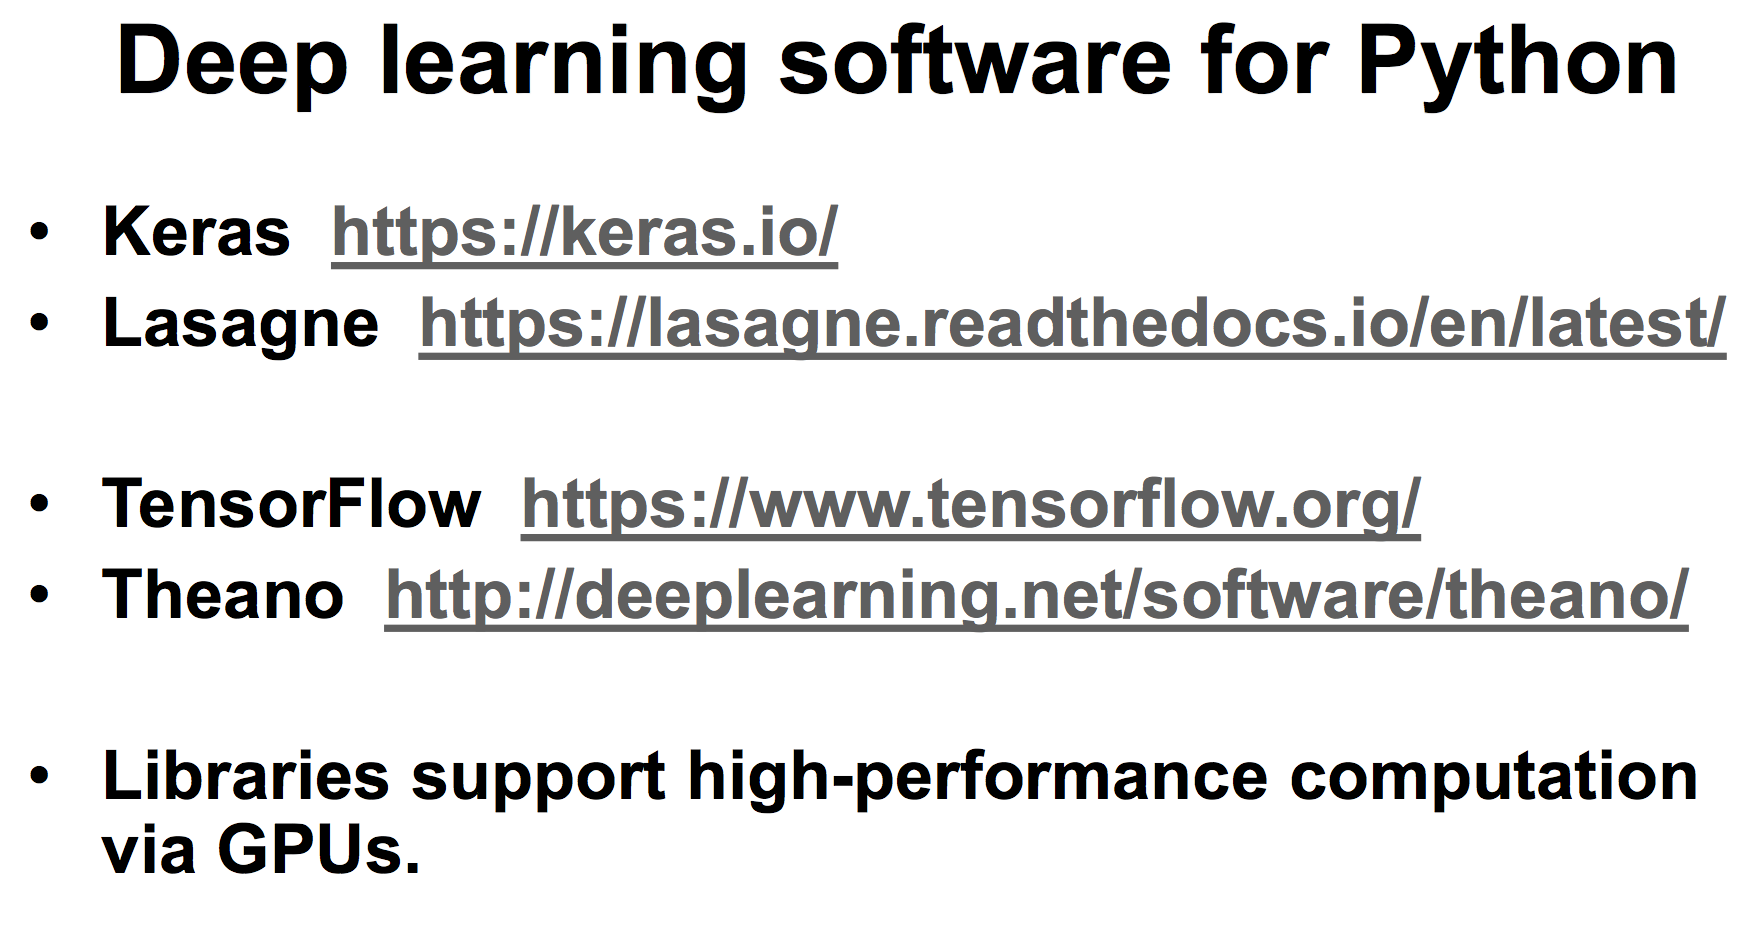 Deep learning software for Python
• Keras https://keras.io/
• Lasagne https://lasagne.readthedocs.io/en/latest/
• TensorFlow https://www.tensorflow.org/
• Theano http://deeplearning.net/software/theano/
• Libraries support high-performance computation
via GPUs.